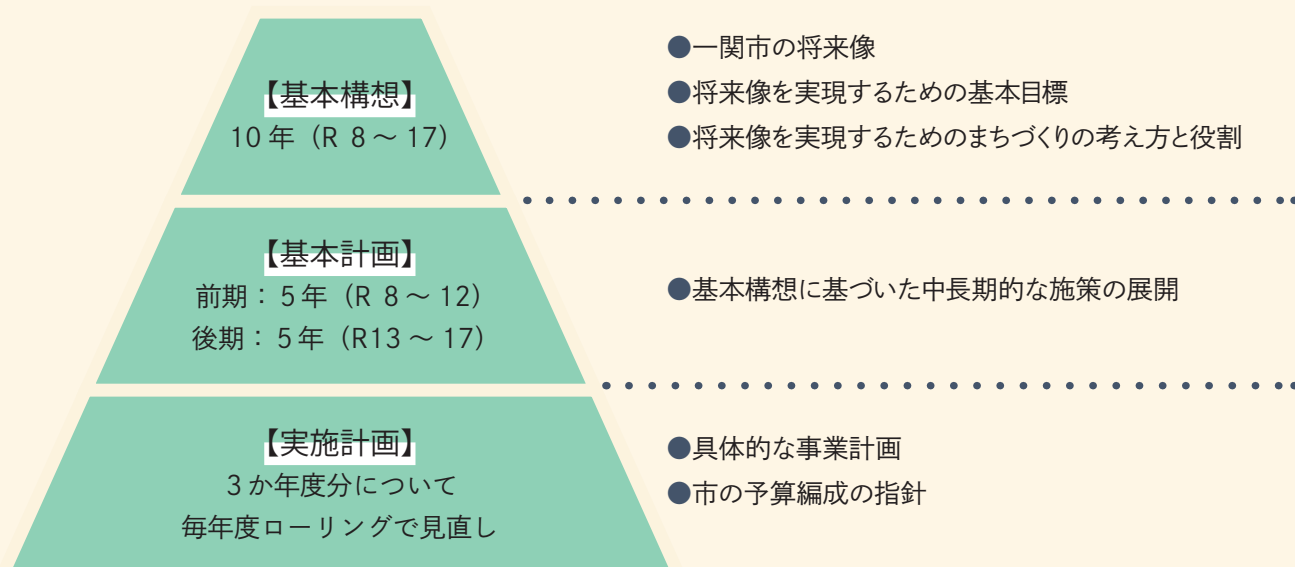 【基本構想】
10年（R 8～17）
●一関市の将来像
●将来像を実現するための基本目標
●将来像を実現するためのまちづくりの考え方と役割
【基本計画】
前期：5年（R 8～12）
後期：5年（R13～17）
●基本構想に基づいた中長期的な施策の展開
【実施計画】
3か年度分について
毎年度ローリングで見直し
●具体的な事業計画
●市の予算編成の指針